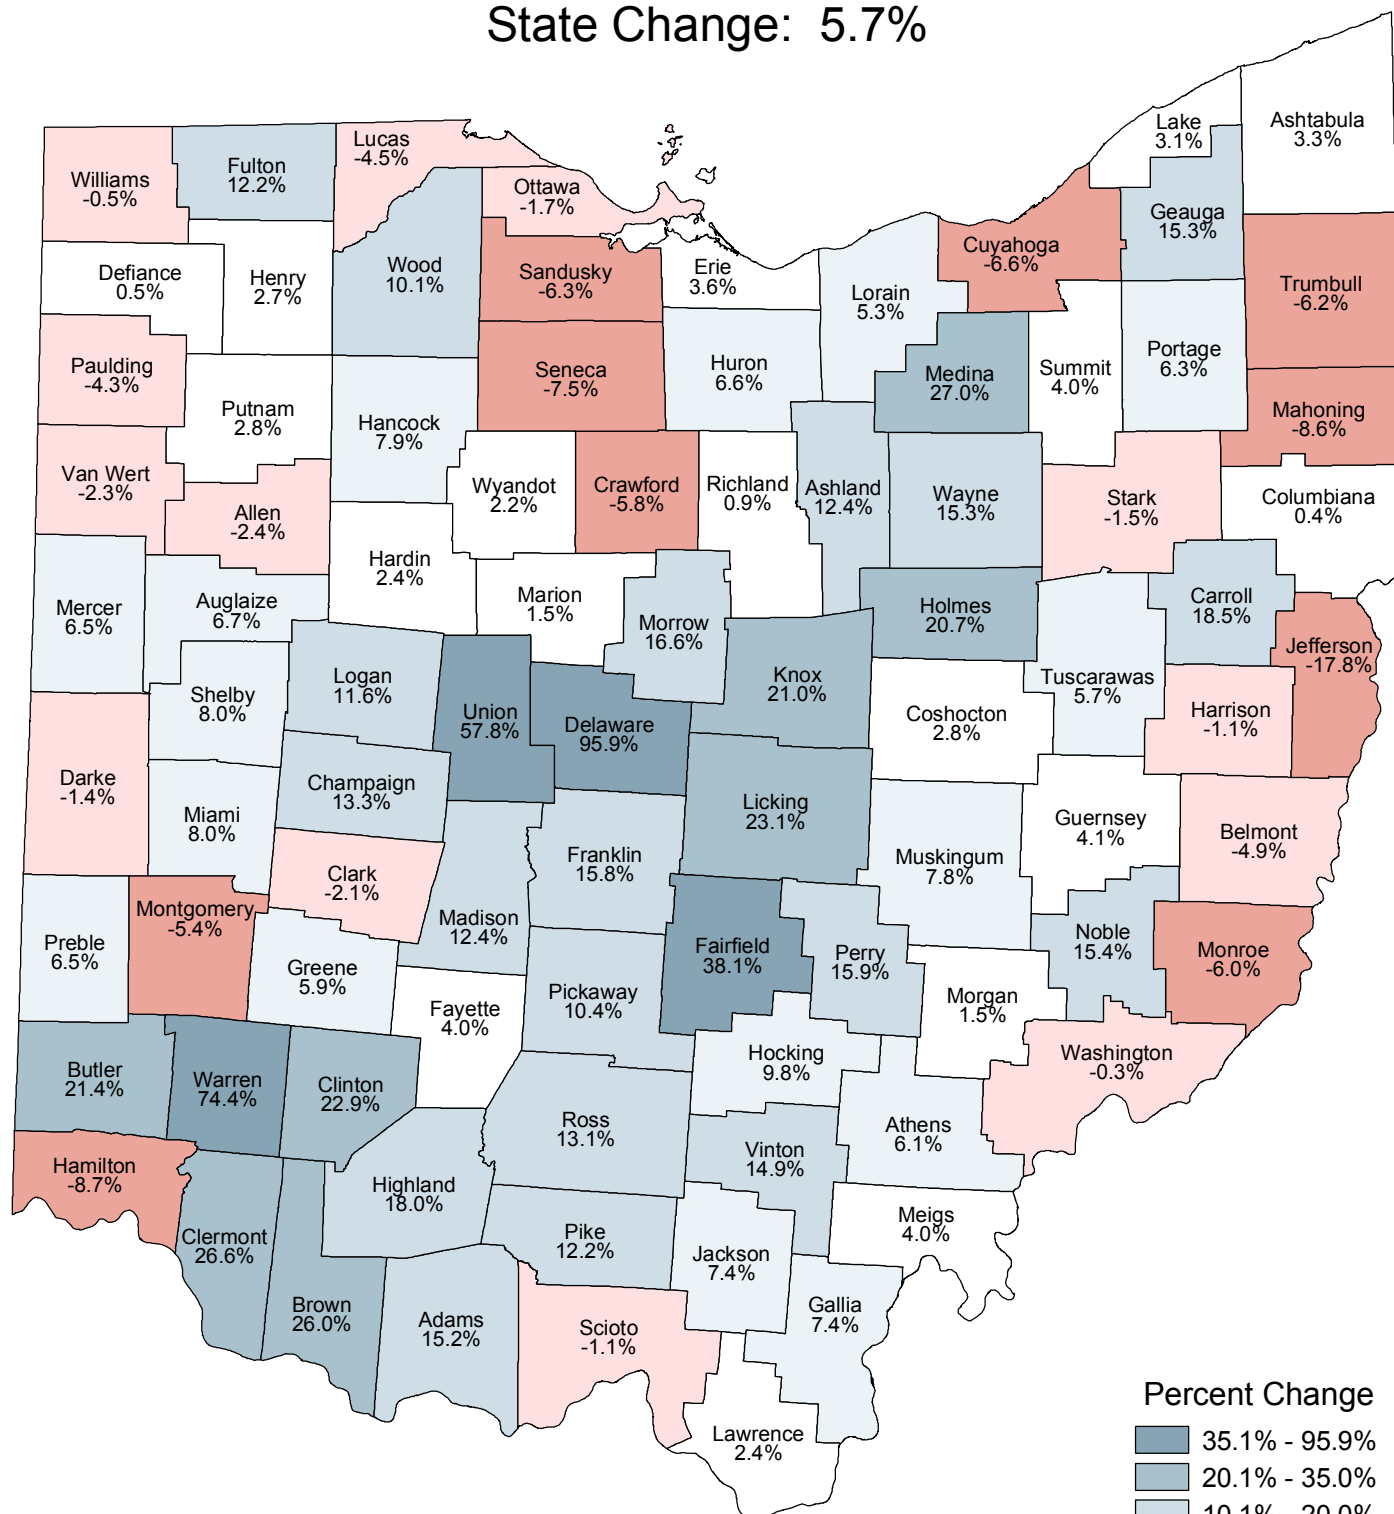 State Change: 5.7%
Lake
3.1%
Ashtabula
3.3%
Lucas
-4.5%
Williams
-0.5%
Fulton
12.2%
Ottawa
-1.7%
Geauga
15.3%
Defiance
0.5%
Henry
2.7%
Wood
10.1%
Sandusky
-6.3%
Erie
3.6%
Lorain
5.3%
Cuyahoga
-6.6%
Trumbull
-6.2%
Paulding
-4.3%
Putnam
2.8%
Hancock
7.9%
Seneca
-7.5%
Huron
6.6%
Medina
27.0%
Summit
4.0%
Portage
6.3%
Mahoning
-8.6%
Van Wert
-2.3%
Allen
-2.4%
Wyandot
2.2%
Crawford
-5.8%
Richland
0.9%
Ashland
12.4%
Wayne
15.3%
Stark
-1.5%
Columbiana
0.4%
Hardin
2.4%
Mercer
6.5%
Auglaize
6.7%
Marion
1.5%
Morrow
16.6%
Holmes
20.7%
Carroll
18.5%
Jefferson
-17.8%
Shelby
8.0%
Logan
11.6%
Union
57.8%
Delaware
95.9%
Knox
21.0%
Coshocton
2.8%
Tuscarawas
5.7%
Harrison
-1.1%
Darke
-1.4%
Miami
8.0%
Champaign
13.3%
Licking
23.1%
Guernsey
4.1%
Belmont
-4.9%
Clark
-2.1%
Franklin
15.8%
Muskingum
7.8%
Montgomery
-5.4%
Madison
12.4%
Preble
6.5%
Greene
5.9%
Fairfield
38.1%
Perry
15.9%
Noble
15.4%
Monroe
-6.0%
Fayette
4.0%
Pickaway
10.4%
Morgan
1.5%
Butler
21.4%
Warren
74.4%
Clinton
22.9%
Hocking
9.8%
Washington
-0.3%
Ross
13.1%
Athens
6.1%
Hamilton
-8.7%
Highland
18.0%
Vinton
14.9%
Clermont
26.6%
Pike
12.2%
Jackson
7.4%
Meigs
4.0%
Brown
26.0%
Adams
15.2%
Scioto
-1.1%
Gallia
7.4%
Lawrence
2.4%
Percent Change
35.1% - 95.9%
20.1% - 35.0%
10.1% - 20.0%